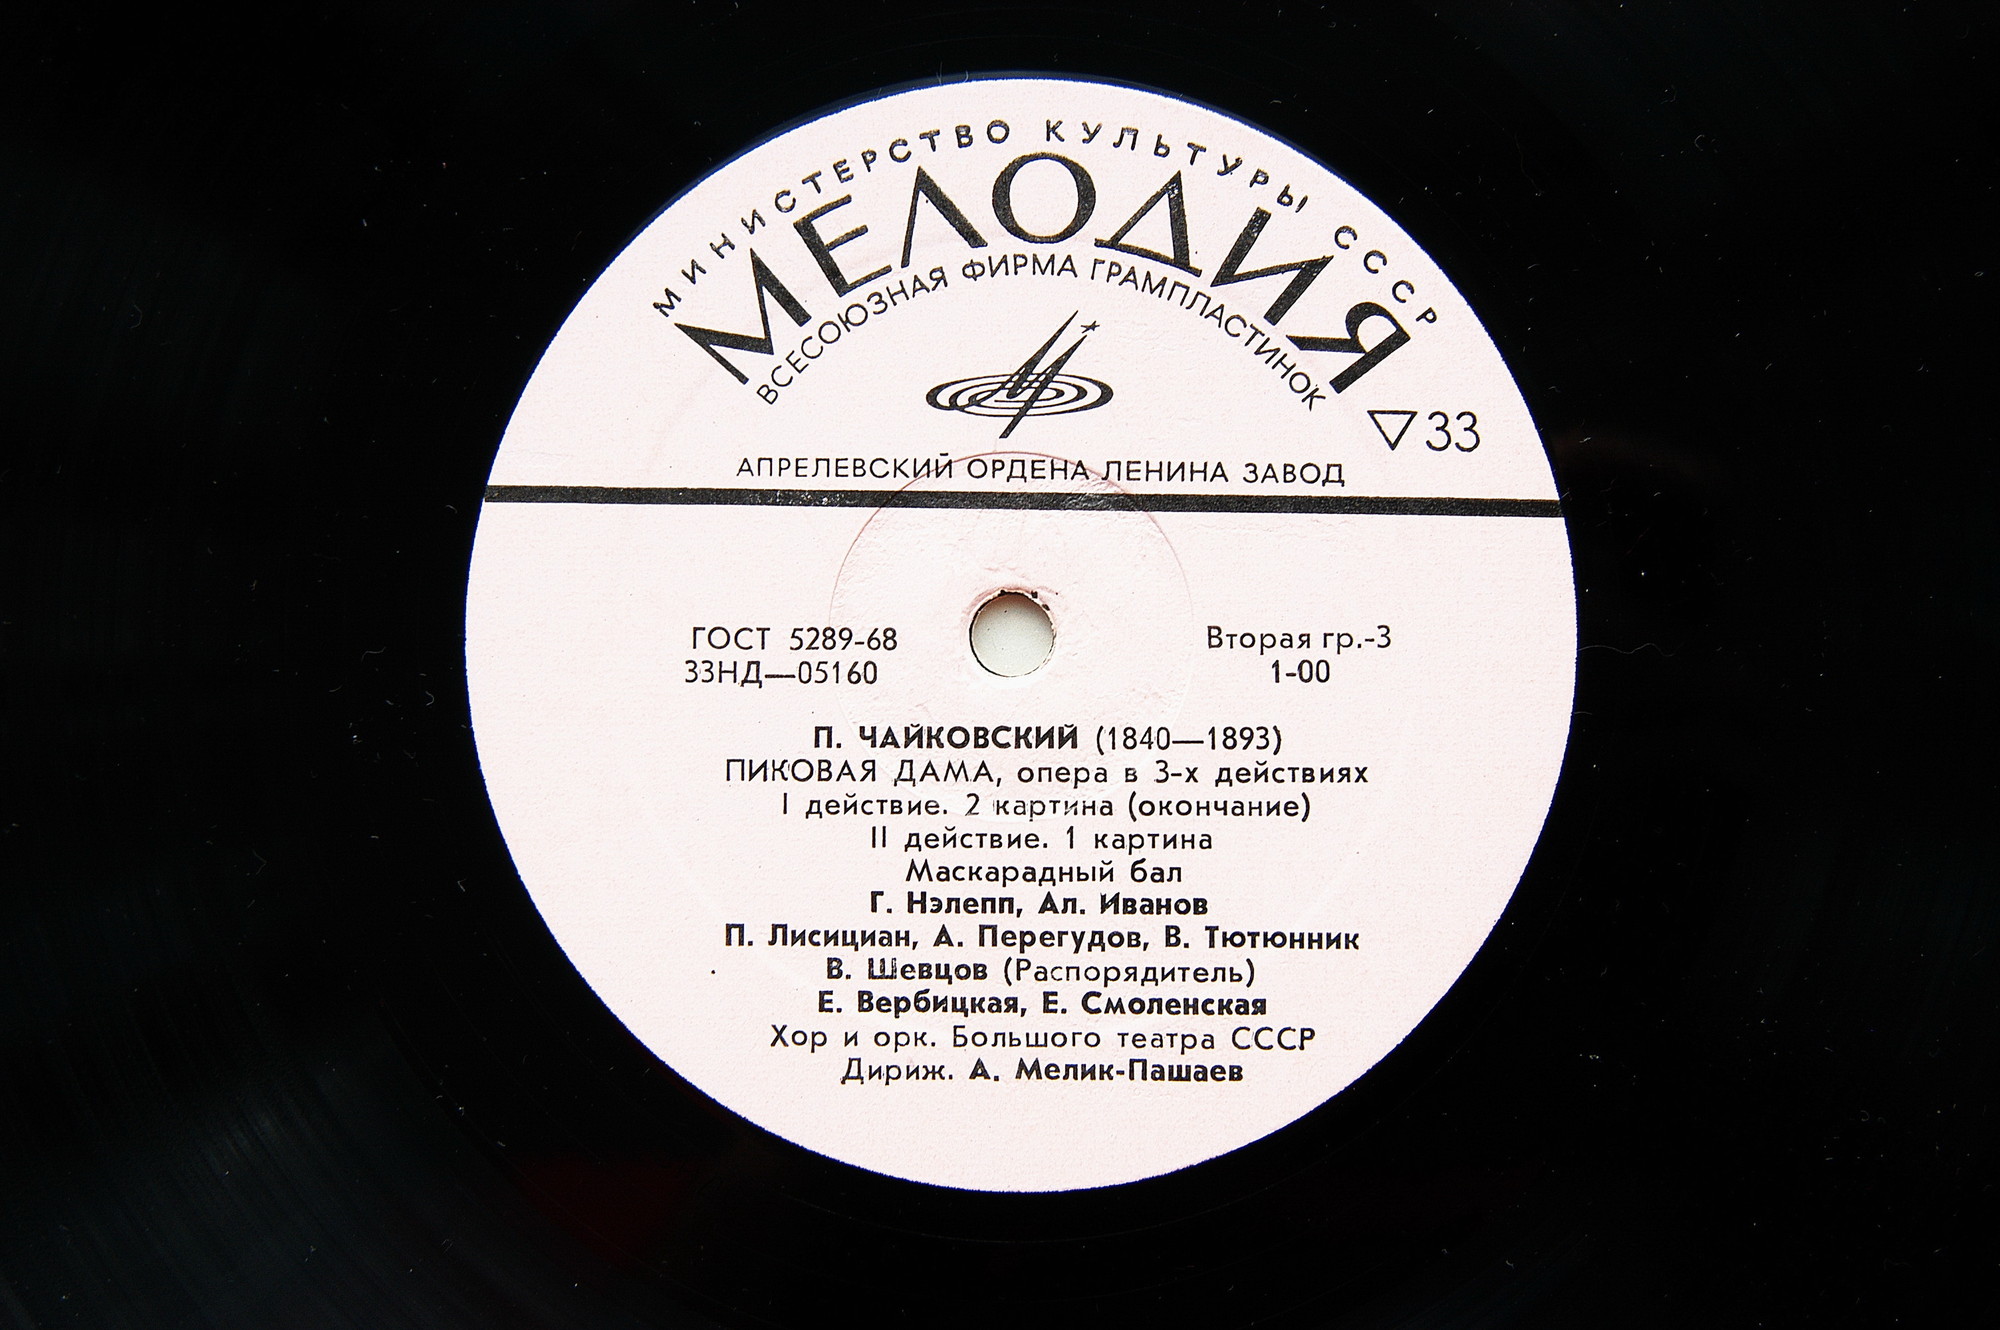 МИНИСТЕРСТВО КУЛЬТУРЫ СССР
МЕЛОДИЯ
ВСЕСОЮЗНАЯ ФИРМА ГРАМПЛАСТИНОК
33
АПРЕЛЕВСКИЙ ОРДЕНА ЛЕНИНА ЗАВОД
ГОСТ 5289-68
33НД—05160
Вторая гр.-3
1-00
П. ЧАЙКОВСКИЙ (1840—1893)
ПИКОВАЯ ДАМА, опера в 3-х действиях
I действие. 2 картина (окончание)
II действие. 1 картина
Маскарадный бал
Г. Нэлепп, Ал. Иванов
П. Лисициан, А. Перегудов, В. Тютюнник
В. Шевцов (Распорядитель)
Е. Вербицкая, Е. Смоленская
Хор и орк. Большого театра СССР
Дириж. А. Мелик-Пашаев